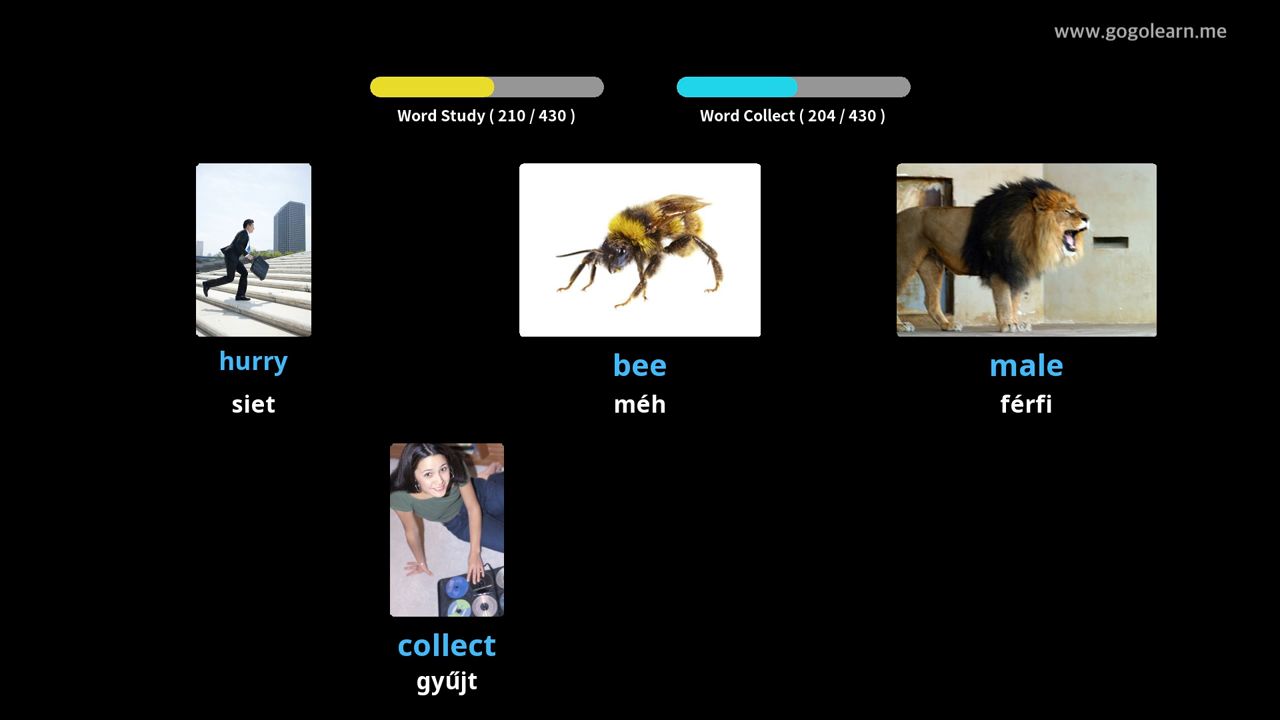 www.gogolearn.me
Word Study ( 210 / 430 )
Word Collect ( 204 / 430 )
hurry
siet
bee
méh
male
férfi
collect
gyűjt